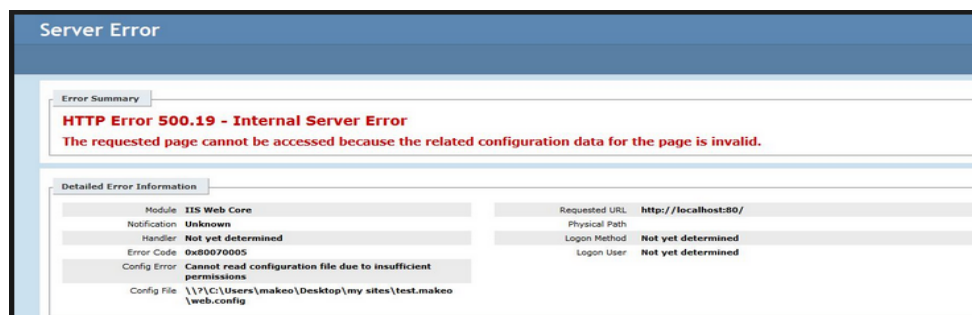 Server Error
Error Summary
HTTP Error 500.19 - Internal Server Error
The requested page cannot be accessed because the related configuration data for the page is invalid.
Detailed Error Information
Module IIS Web Core
Notification Unknown
Handler Not yet determined
Error Code 0x80070005
Config Error Cannot read configuration file due to insufficient
permissions
Config File \\?\C:\Users\makeo\Desktop\my sites\test.makeo
\web.config
Requested URL http://localhost:80/
Physical Path
Logon Method Not yet determined
Logon User Not yet determined